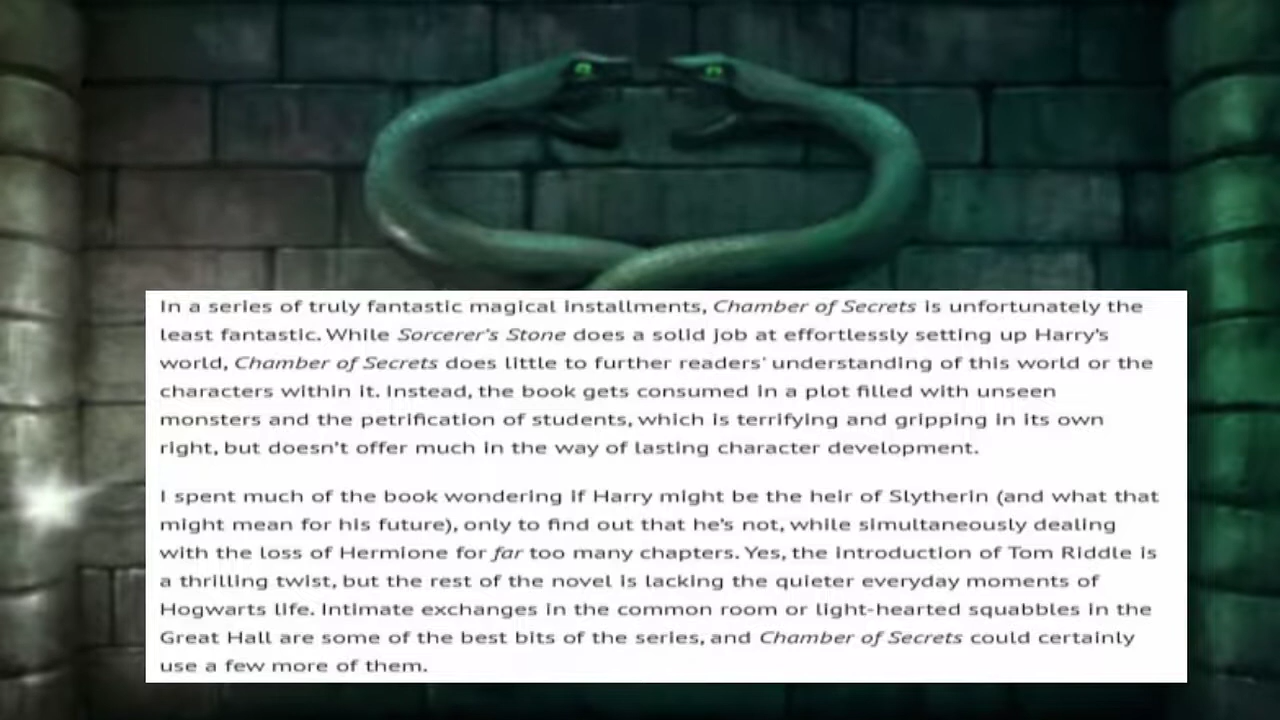 In a series of truly fantastic magical installments, Chamber of Secrets is unfortunately the
least fantastic. While Sorcerer's Stone does a solid job at effortlessly setting up Harry's
world, Chamber of Secrets does little to further readers' understanding of this world or the
characters within it. Instead, the book gets consumed in a plot filled with unseen
monsters and the petrification of students, which is terrifying and gripping in its own
right, but doesn't offer much in the way of lasting character development.
I spent much of the book wondering if Harry might be the heir of Slytherin (and what that
might mean for his future), only to find out that he's not, while simultaneously dealing
with the loss of Hermione for far too many chapters. Yes, the introduction of Tom Riddle is
a thrilling twist, but the rest of the novel is lacking the quieter everyday moments of
Hogwarts life. Intimate exchanges in the common room or light-hearted squabbles in the
Great Hall are some of the best bits of the series, and Chamber of Secrets could certainly
use a few more of them.